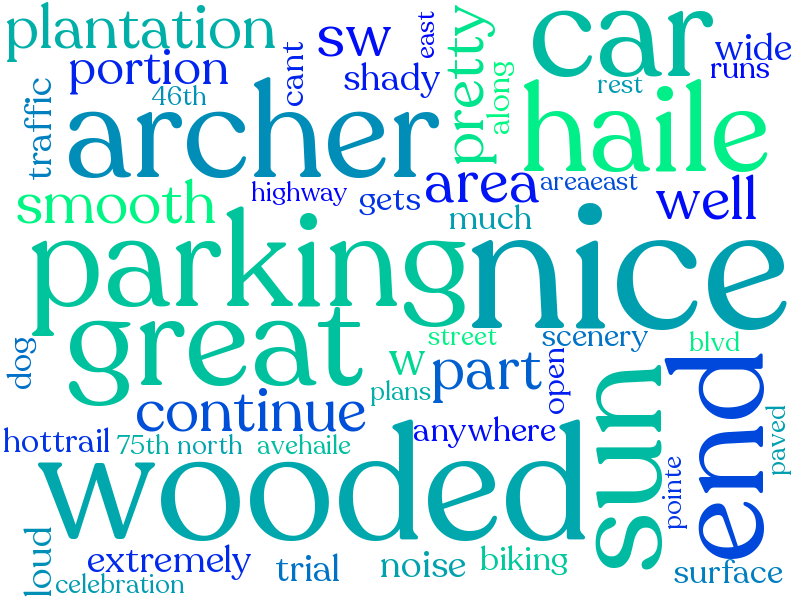 plantation
sw
east
pretty
car
wide
portion
cant
shady
along
rest
runs
traffic
46th
archer
haile
smooth
highway
gets
area
areaeast
well
much
parking
nice
great
street
scenery
blvd
dog
w
part
open
sun
end
plans
continue
anywhere
paved
hottrail
75th
north
avehaile
wooded
pointe
loud
extremely
trial
noise
biking
surface
celebration